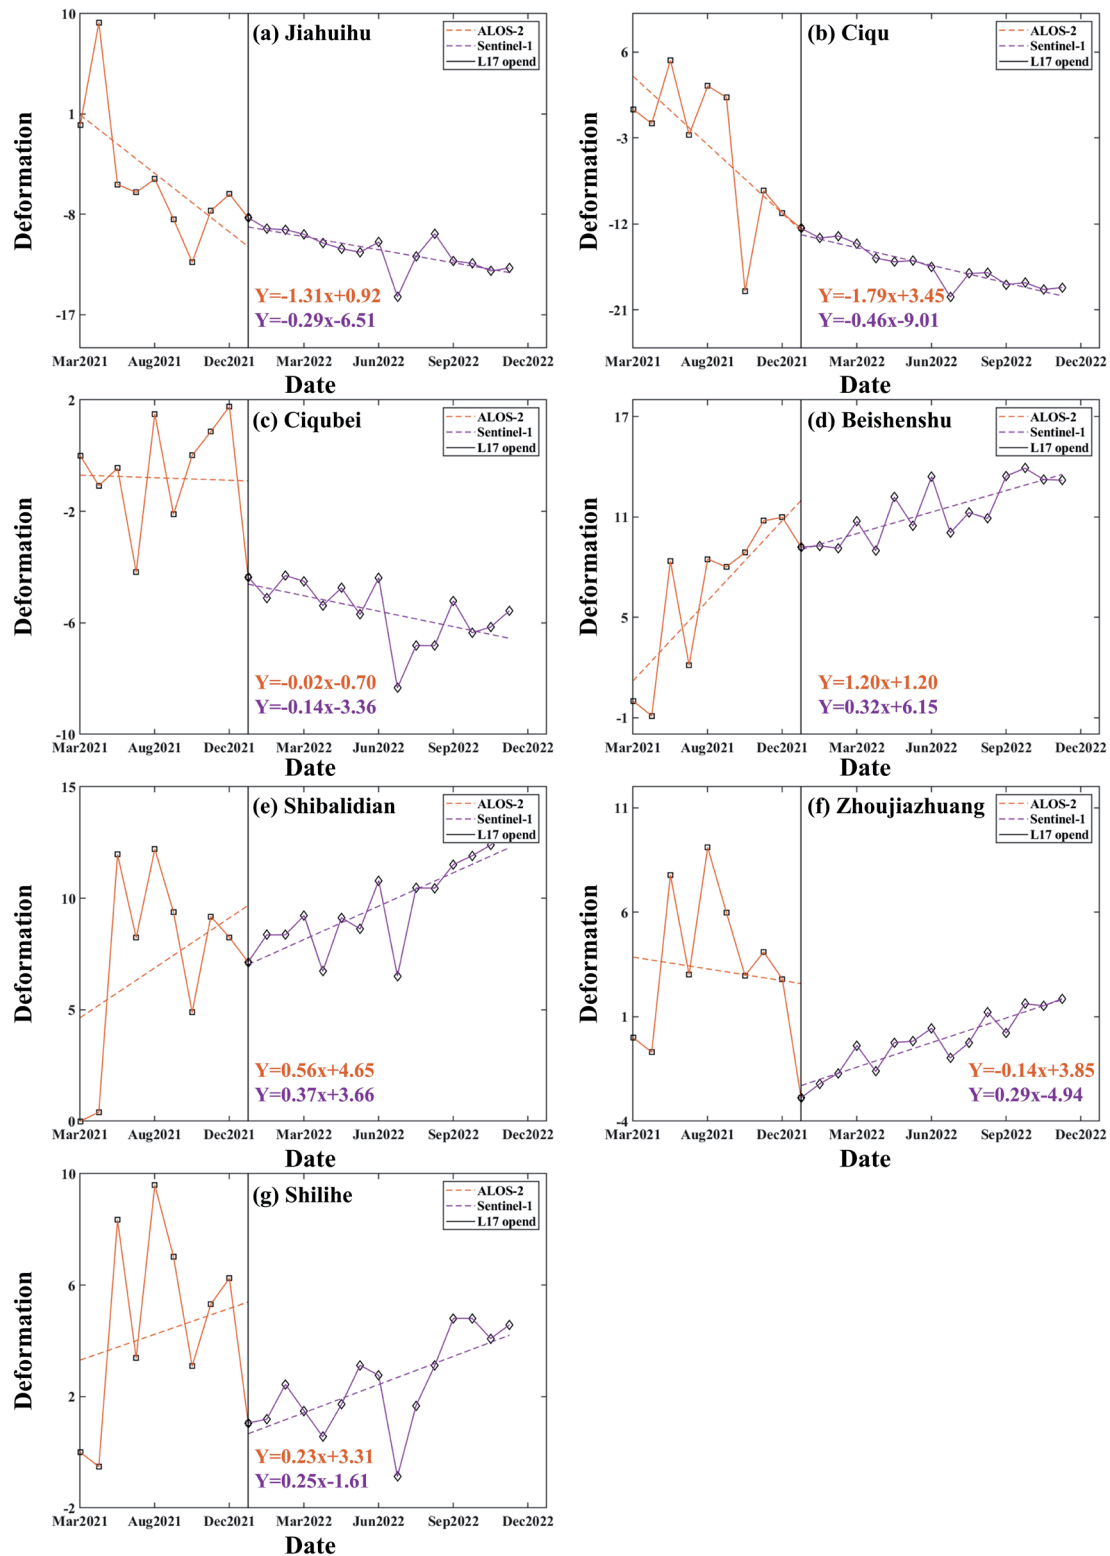 (a) Jiahuihu
ALOS-2
Sentinel-1
L17 opend
Deformation
10
1
-8
-17
Y=-1.31x+0.92
Y=-0.29x-6.51
Mar2021 Aug2021 Dec2021 Mar2022 Jun2022 Sep2022 Dec2022
Date
(b) Ciqu
ALOS-2
Sentinel-1
L17 opend
Deformation
6
-3
-12
-21
Y=-1.79x+3.45
Y=-0.46x-9.01
Mar2021 Aug2021 Dec2021 Mar2022 Jun2022 Sep2022 Dec2022
Date
(c) Ciqubei
ALOS-2
Sentinel-1
L17 opend
Deformation
2
-2
-6
-10
Y=-0.02x-0.70
Y=-0.14x-3.36
Mar2021 Aug2021 Dec2021 Mar2022 Jun2022 Sep2022 Dec2022
Date
(d) Beishenshu
ALOS-2
Sentinel-1
L17 opend
Deformation
17
11
5
-1
Y=1.20x+1.20
Y=0.32x+6.15
Mar2021 Aug2021 Dec2021 Mar2022 Jun2022 Sep2022 Dec2022
Date
(e) Shibalidian
ALOS-2
Sentinel-1
L17 opend
Deformation
15
10
5
0
Y=0.56x+4.65
Y=0.37x+3.66
Mar2021 Aug2021 Dec2021 Mar2022 Jun2022 Sep2022 Dec2022
Date
(f) Zhoujiazhuang
ALOS-2
Sentinel-1
L17 opend
Deformation
11
6
1
-4
Y=-0.14x+3.85
Y=0.29x-4.94
Mar2021 Aug2021 Dec2021 Mar2022 Jun2022 Sep2022 Dec2022
Date
(g) Shilihe
ALOS-2
Sentinel-1
L17 opend
Deformation
10
6
2
-2
Y=0.23x+3.31
Y=0.25x-1.61
Mar2021 Aug2021 Dec2021 Mar2022 Jun2022 Sep2022 Dec2022
Date